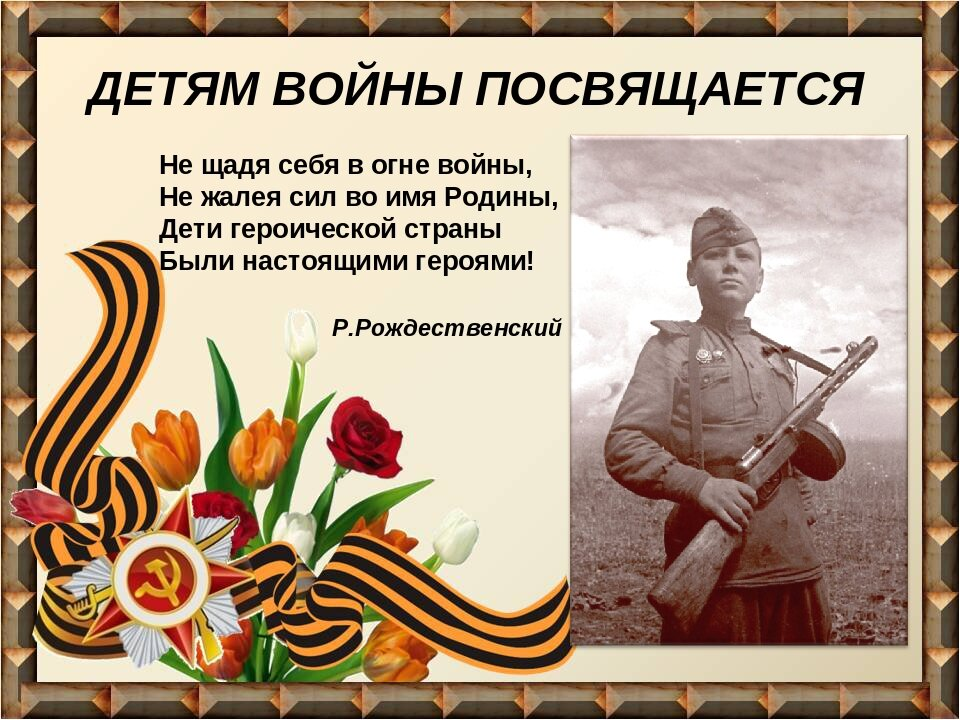 ДЕТЯМ ВОЙНЫ ПОСВЯЩАЕТСЯ
Не щадя себя в огне войны,
Не жалея сил во имя Родины,
Дети героической страны
Были настоящими героями!
Р.Рождественский